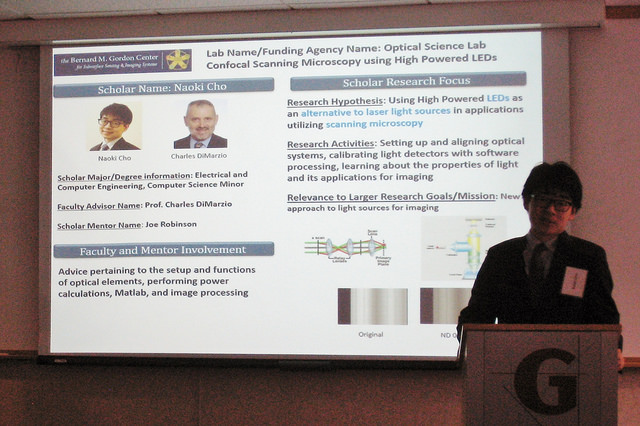 the Bernard M. Gordon Center
for Subsurface Sensing & Imaging Systems
Lab Name/Funding Agency Name: Optical Science Lab
Confocal Scanning Microscopy using High Powered LEDs
Scholar Name: Naoki Cho
Naoki Cho
Charles DiMarzio
Scholar Major/Degree information: Electrical and
Computer Engineering, Computer Science Minor
Faculty Advisor Name: Prof. Charles DiMarzio
Scholar Mentor Name: Joe Robinson
Faculty and Mentor Involvement
Advice pertaining to the setup and functions
of optical elements, performing power
calculations, Matlab, and image processing
Scholar Research Focus
Research Hypothesis: Using High Powered LEDs as
an alternative to laser light sources in applications
utilizing scanning microscopy
Research Activities: Setting up and aligning optical
systems, calibrating light detectors with software
processing, learning about the properties of light
and its applications for imaging
Relevance to Larger Research Goals/Mission: New
approach to light sources for imaging
Scan
Lens
Relay
Lenses
Primary
Image
Plane
Original
ND
G